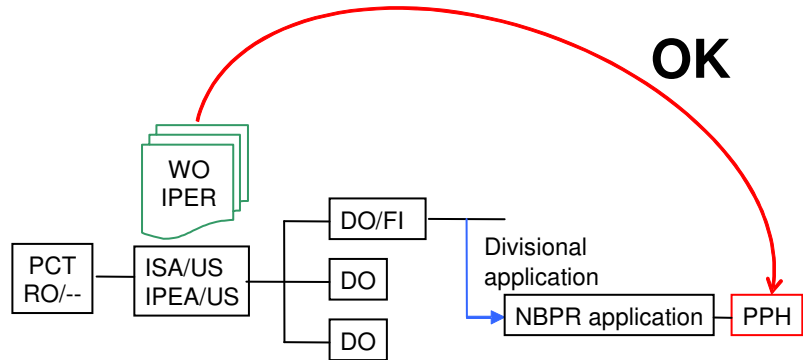 OK
WO
IPER
DO/FI
Divisional
application
PCT
RO/--
ISA/US
IPEA/US
DO
NBPR application
PPH
DO